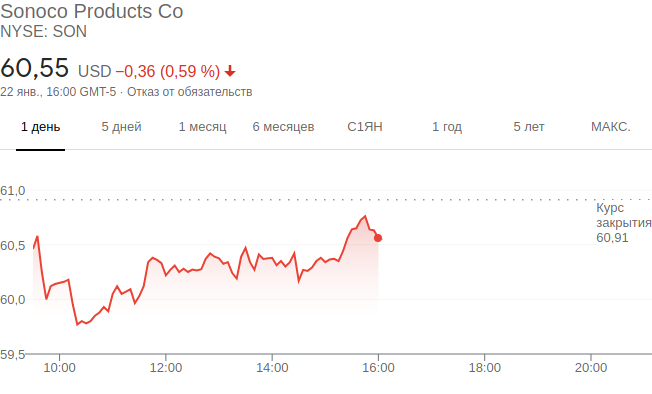 Sonoco Products Co
NYSE: SON
60,55 USD −0,36 (0,59 %)
22 янв., 16:00 GMT-5 · Отказ от обязательств
1 день 5 дней 1 месяц 6 месяцев С1ЯН 1 год 5 лет МАКС.
61,0
Курс
закрытия
60,91
60,5
60,0
59,5
10:00 12:00 14:00 16:00 18:00 20:00